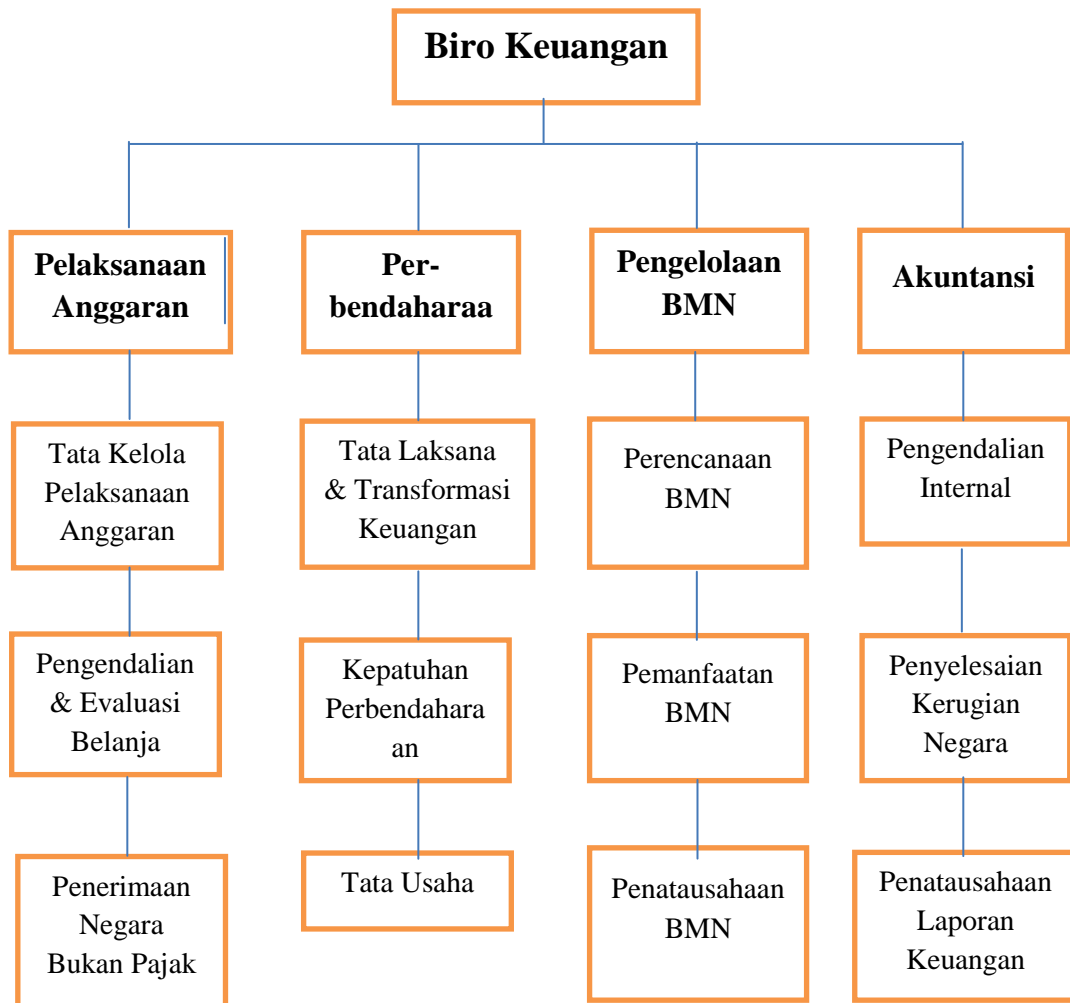 Biro Keuangan
Pelaksanaan
Anggaran
Per-
bendaharaa
Pengelolaan
BMN
Akuntansi
Tata Kelola
Pelaksanaan
Anggaran
Tata Laksana
& Transformasi
Keuangan
Perencanaan
BMN
Pengendalian
Internal
Pengendalian
& Evaluasi
Belanja
Kepatuhan
Perbendahara
an
Pemanfaatan
BMN
Penyelesaian
Kerugian
Negara
Penerimaan
Negara
Bukan Pajak
Tata Usaha
Penatausahaan
BMN
Penatausahaan
Laporan
Keuangan